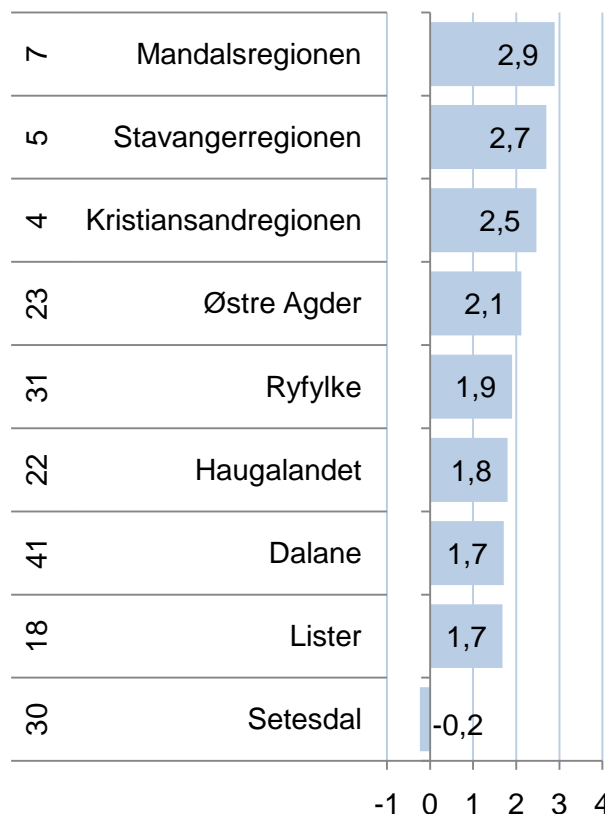 7 Mandalsregionen 2,9
5 Stavangerregionen 2,7
4 Kristiansandregionen 2,5
23 Østre Agder 2,1
31 Ryfylke 1,9
22 Haugalandet 1,8
41 Dalane 1,7
18 Lister 1,7
30 Setesdal -0,2
-1 0 1 2 3 4